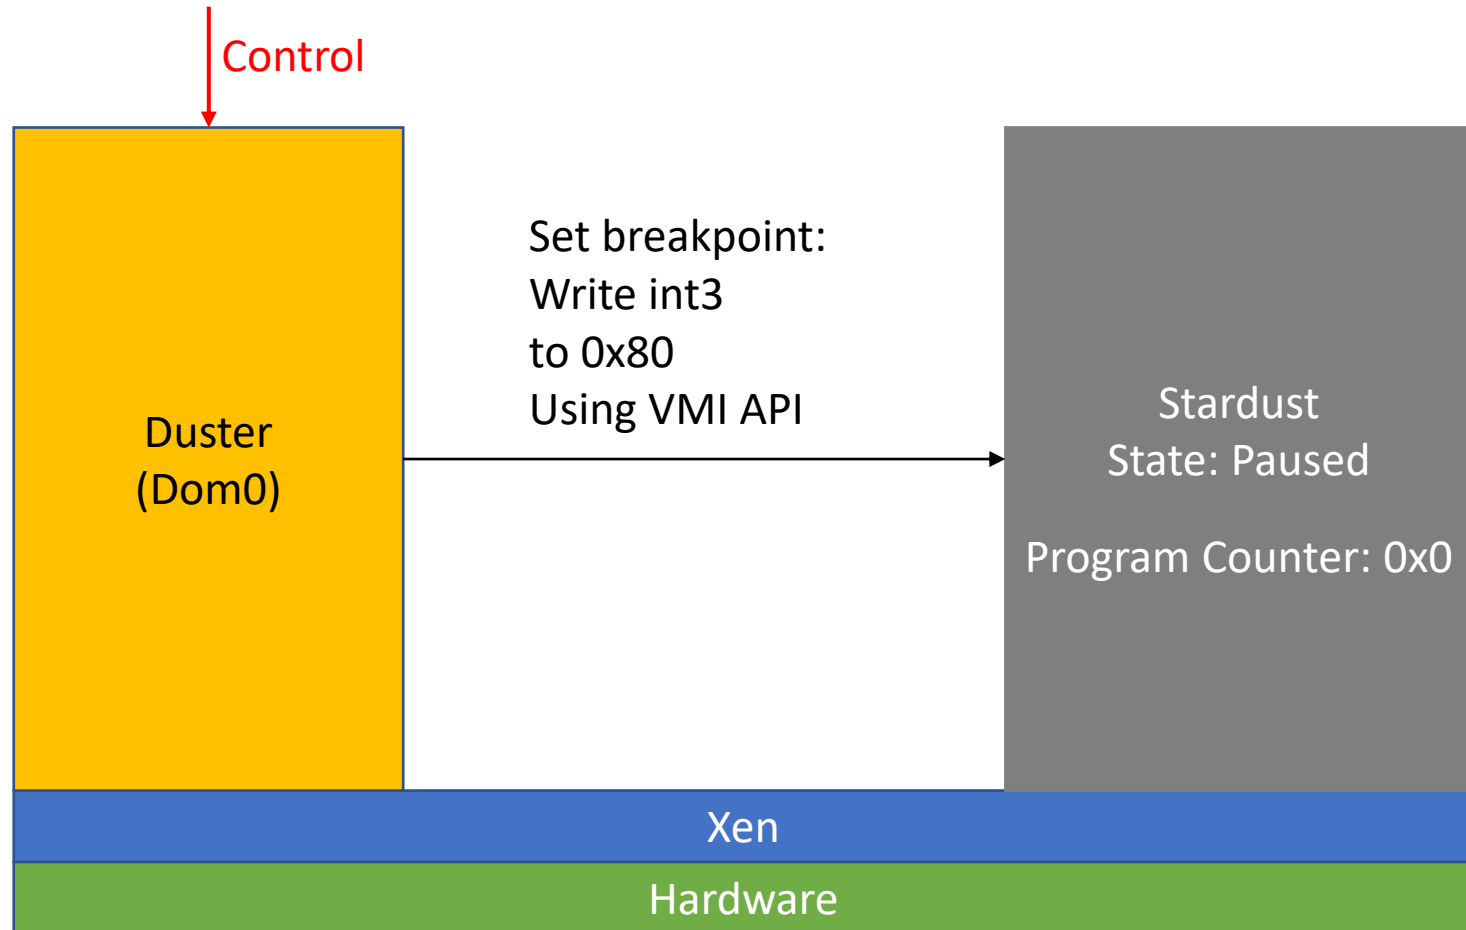 Control
Set breakpoint:
Write int3
to 0x80
Using VMI API
Duster
(Dom0)
Stardust
State: Paused
Program Counter: 0x0
Xen
Hardware